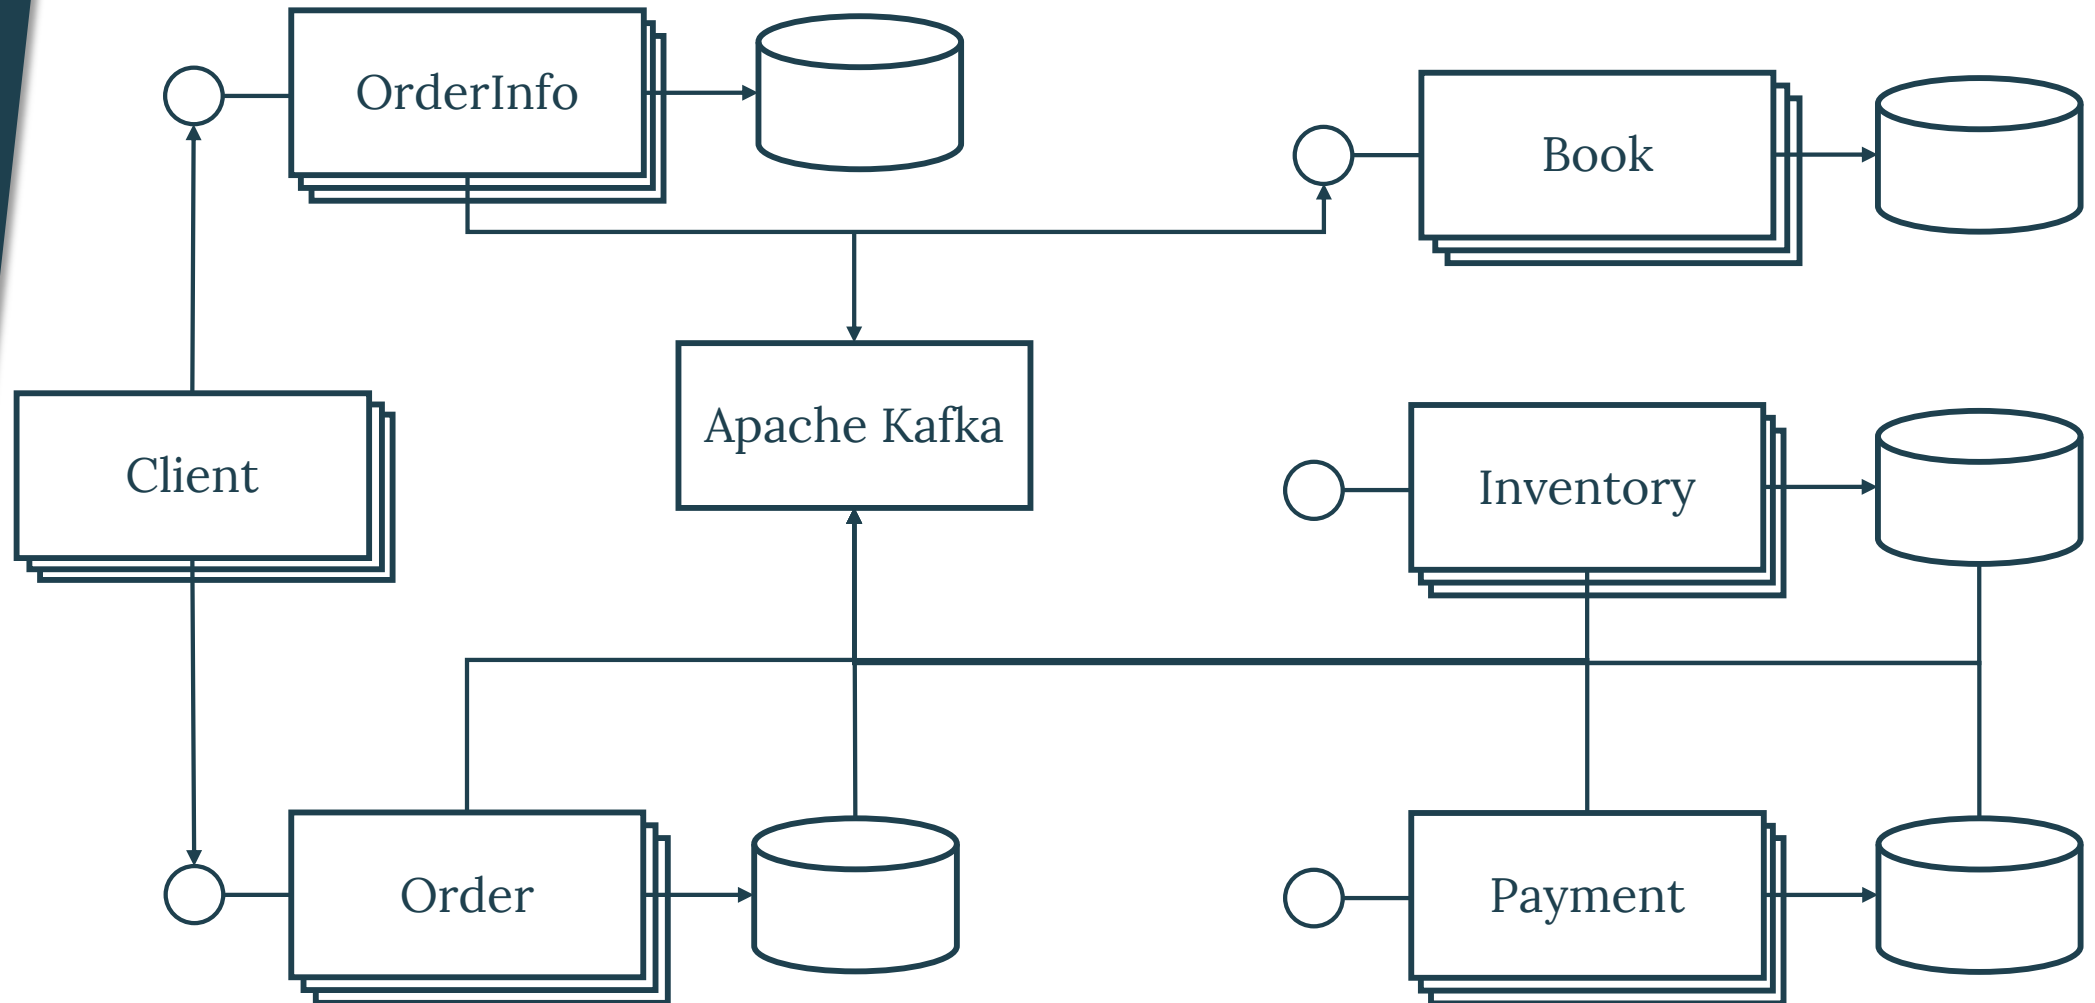 OrderInfo
Book
Apache Kafka
Client
Inventory
Order
Payment